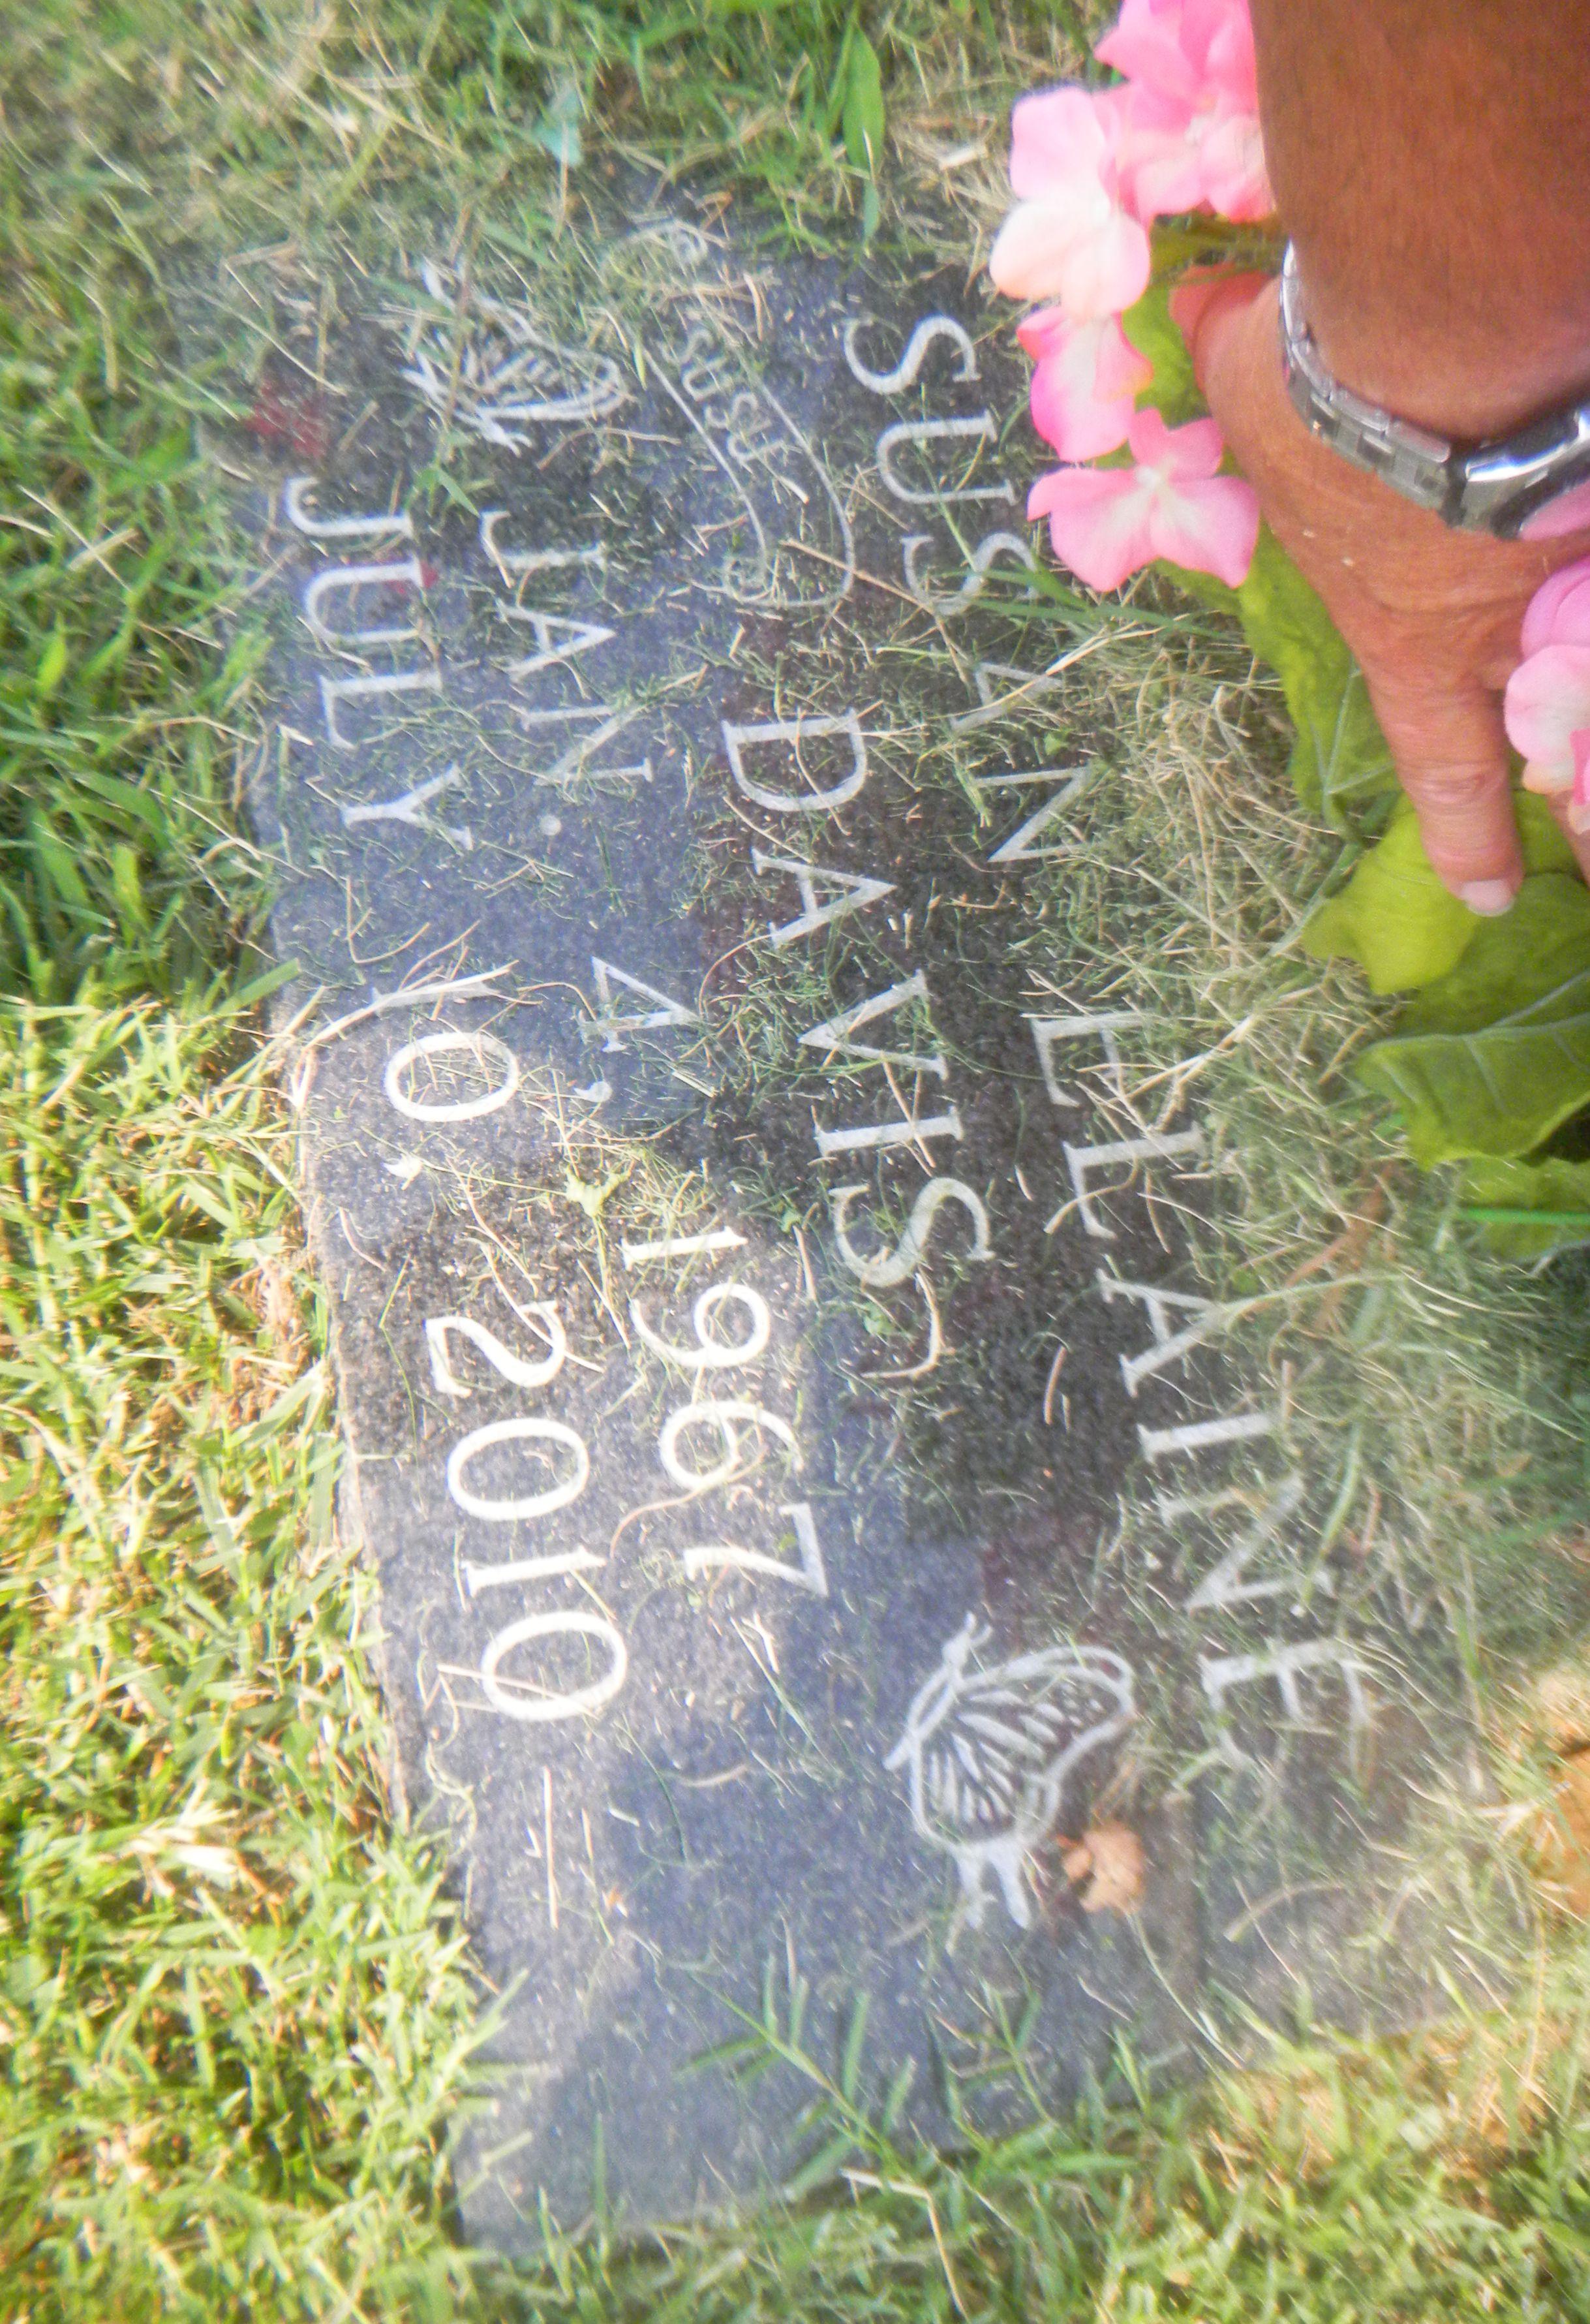 SUSAN ELAINE
DAVIS
JAN. 4, 1967
JULY 10, 2010